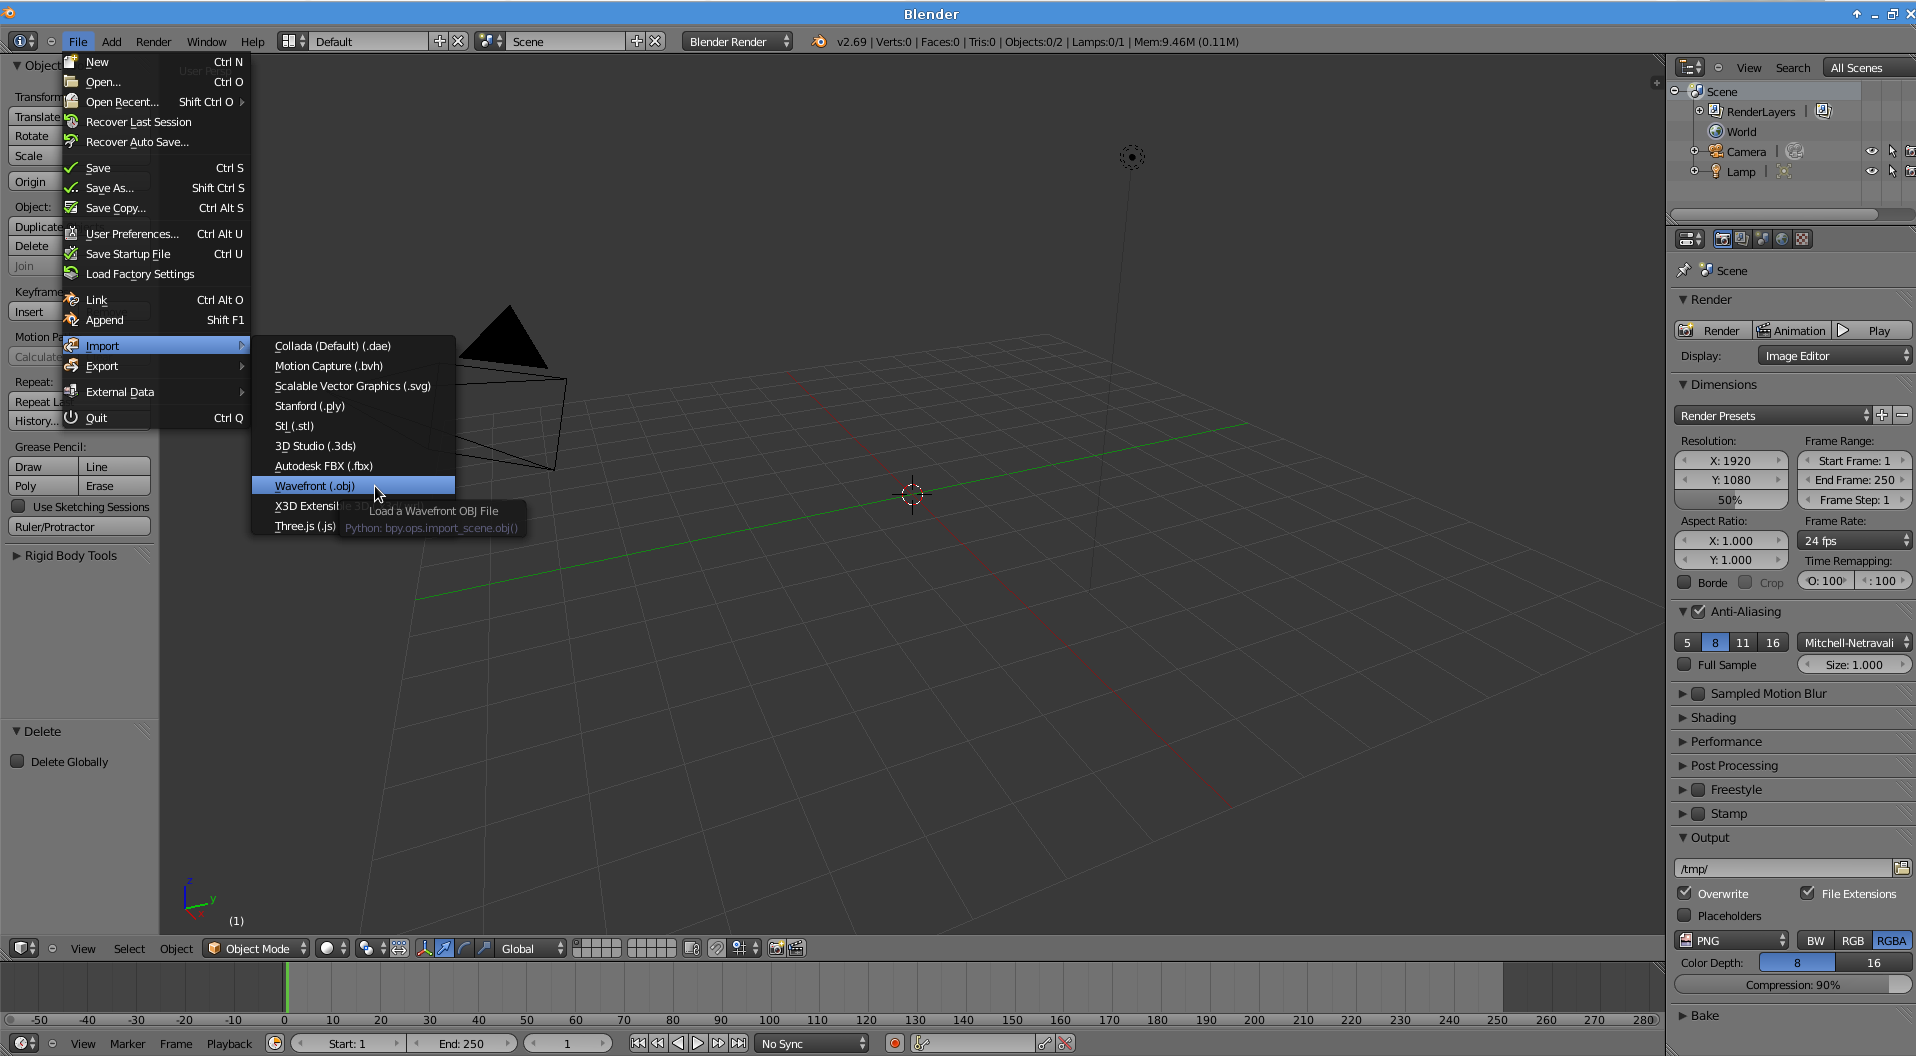 Blender
File Add Render Window Help Default Scene Blender Render v2.69 | Verts:0 | Faces:0 | Tris:0 | Objects:0/2 | Lamps:0/1 | Mem:9.46M (0.11M)
New Ctrl N
Open... Ctrl O
Open Recent... Shift Ctrl O
Recover Last Session
Recover Auto Save...
Save Ctrl S
Save As... Shift Ctrl S
Save Copy... Ctrl Alt S
User Preferences... Ctrl Alt U
Save Startup File Ctrl U
Load Factory Settings
Link Ctrl Alt O
Append Shift F1
Import
Export
External Data
Quit Ctrl Q
Collada (Default) (.dae)
Motion Capture (.bvh)
Scalable Vector Graphics (.svg)
Stanford (.ply)
Stl (.stl)
3D Studio (.3ds)
Autodesk FBX (.fbx)
Wavefront (.obj)
X3D Extensible 3D
Three.js (.js)
Load a Wavefront OBJ File
Python: bpy.ops.import_scene.obj()
User Persp
Object
Transform
Translate
Rotate
Scale
Origin
Object:
Duplicate
Delete
Join
Keyframe
Insert
Motion Pa
Calculate
Repeat:
Repeat La
History...
Grease Pencil:
Draw Line
Poly Erase
Use Sketching Sessions
Ruler/Protractor
Rigid Body Tools
Delete
Delete Globally
z
y
x
(1)
View Select Object Object Mode Global
-50 -40 -30 -20 -10 0 10 20 30 40 50 60 70 80 90 100 110 120 130 140 150 160 170 180 190 200 210 220 230 240 250 260 270 280
View Marker Frame Playback Start: 1 End: 250 1 No Sync
View Search All Scenes
Scene
RenderLayers |
World
Camera |
Lamp |
Scene
Render
Render Animation Play
Display: Image Editor
Dimensions
Render Presets
Resolution: Frame Range:
X: 1920 Start Frame: 1
Y: 1080 End Frame: 250
50% Frame Step: 1
Aspect Ratio: Frame Rate:
X: 1.000 24 fps
Y: 1.000 Time Remapping:
Borde Crop O: 100 : 100
Anti-Aliasing
5 8 11 16 Mitchell-Netravali
Full Sample Size: 1.000
Sampled Motion Blur
Shading
Performance
Post Processing
Freestyle
Stamp
Output
/tmp/
Overwrite File Extensions
Placeholders
PNG BW RGB RGBA
Color Depth: 8 16
Compression: 90%
Bake